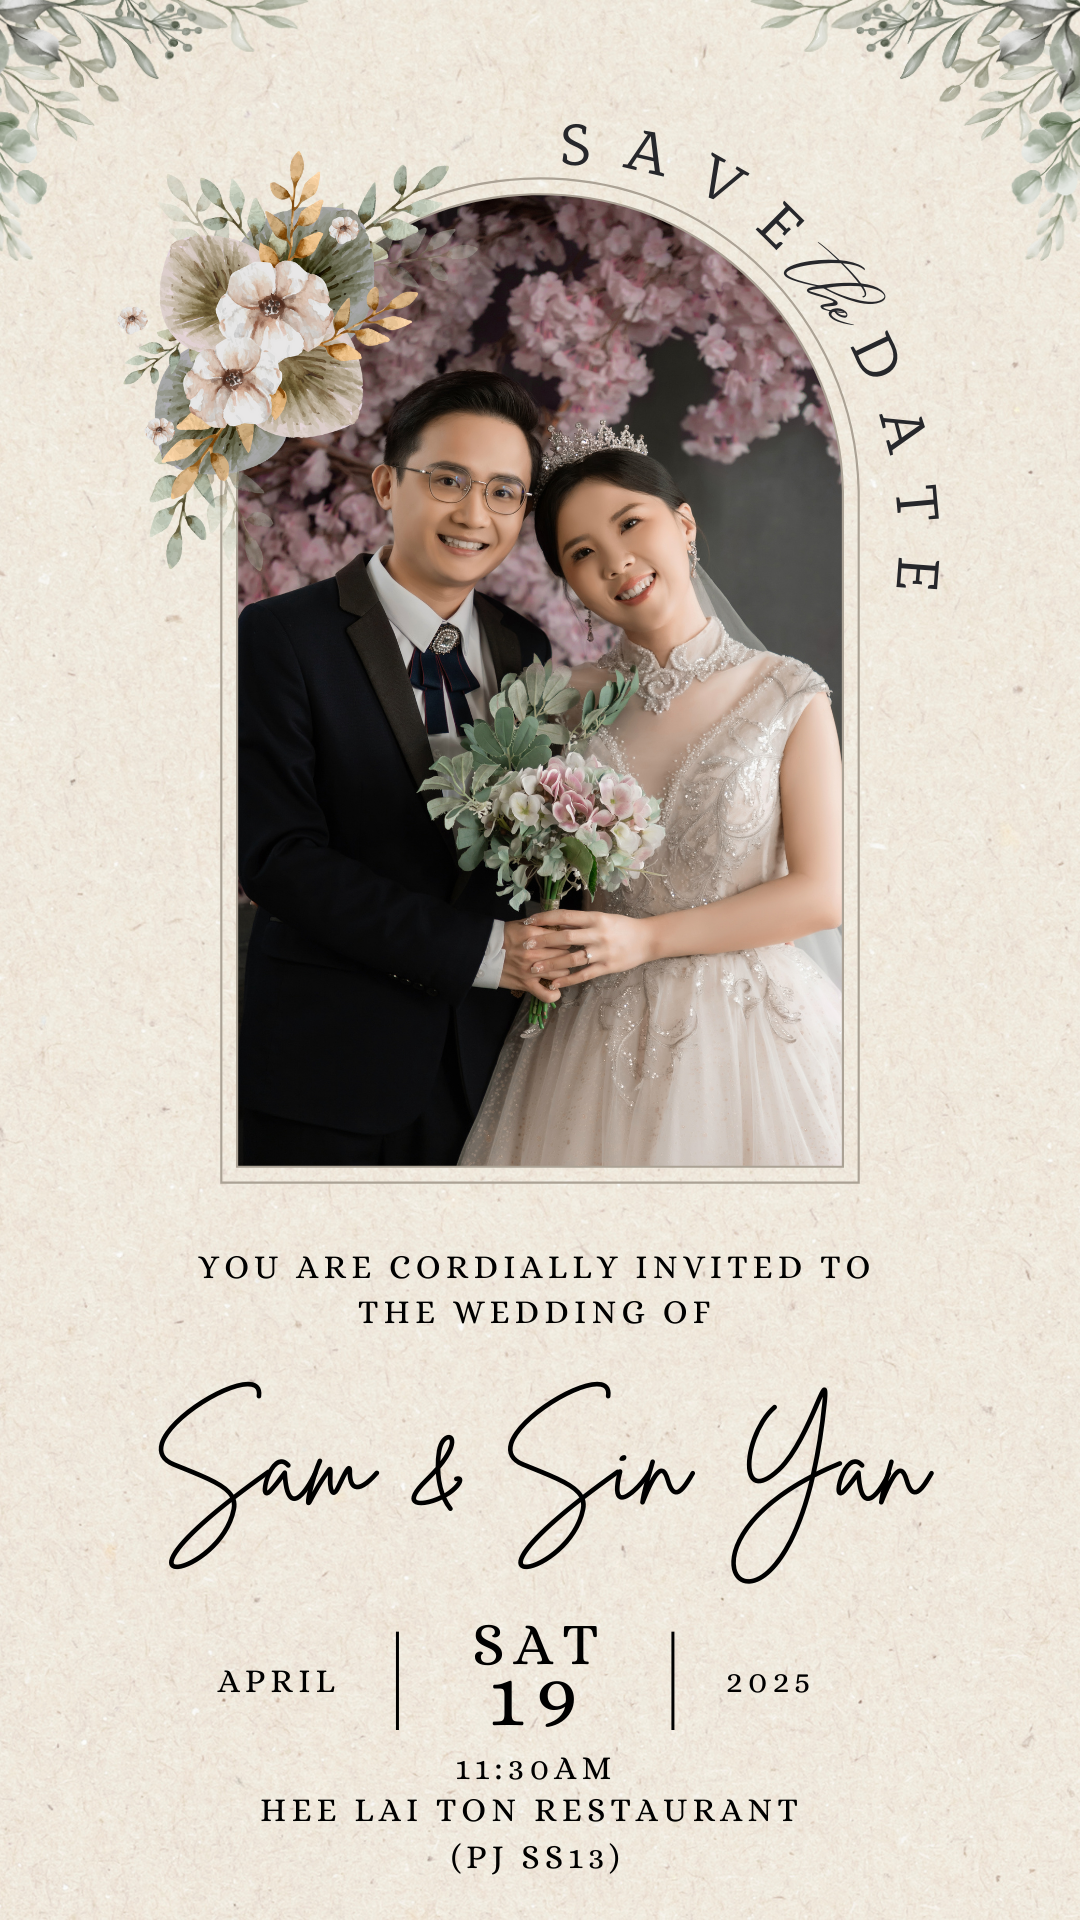 SAVE the DATE
YOU ARE CORDIALLY INVITED TO
THE WEDDING OF
Sam & Sin Yan
APRIL
SAT
19
2025
11:30AM
HEE LAI TON RESTAURANT
(PJ SS13)